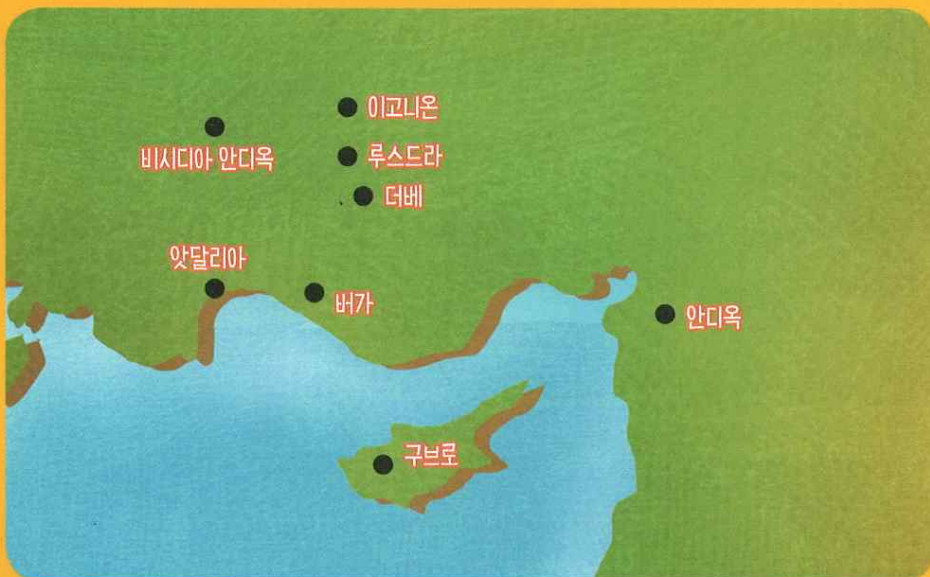 이고니온
비시디아 안디옥
루스드라
더베
앗달리아
버가
안디옥
구브로